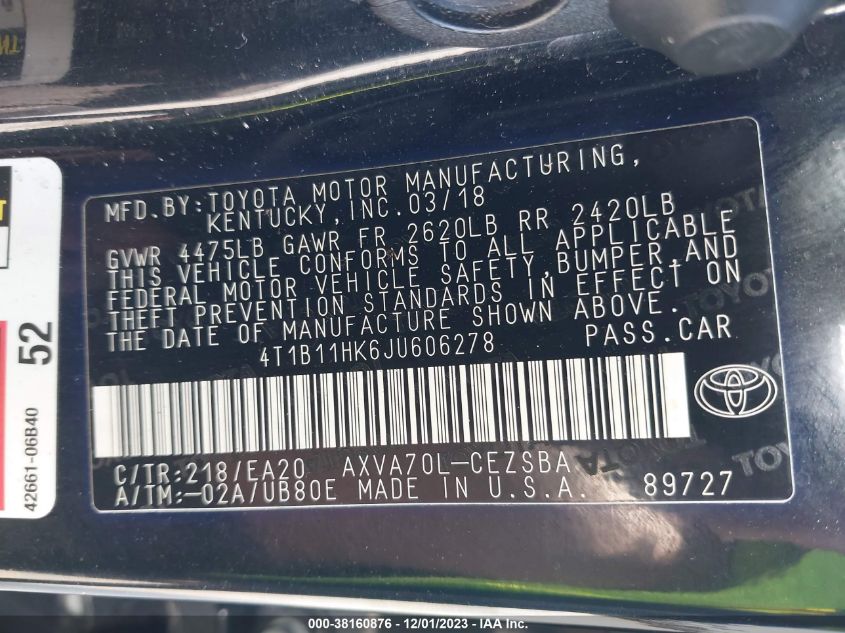 MFD.BY:TOYOTA MOTOR MANUFACTURING,
KENTUCKY,INC.03/18
GVWR 4475LB GAWR FR 2620LB RR 2420LB
THIS VEHICLE CONFORMS TO ALL APPLICABLE
FEDERAL MOTOR VEHICLE SAFETY,BUMPER,AND
THEFT PREVENTION STANDARDS IN EFFECT ON
THE DATE OF MANUFACTURE SHOWN ABOVE.
4T1B11HK6JU606278 PASS.CAR
C/TR:218/EA20 AXVA70L-CEZSBA
A/TM:-02A/UB80E MADE IN U.S.A. 89727
52
42661-06B40
TOYOTA
000-38160876 - 12/01/2023 - IAAI.com